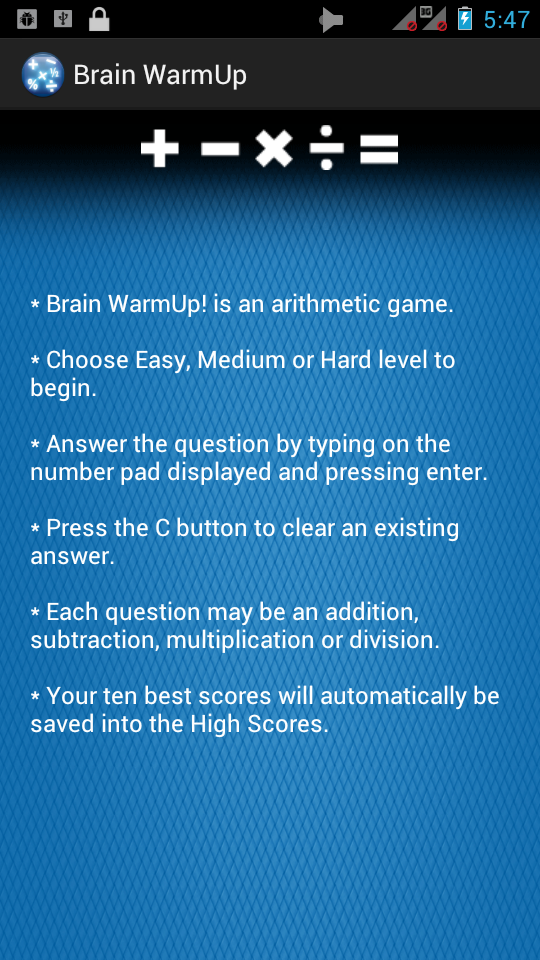 5:47
Brain WarmUp
+ − × ÷ =
* Brain WarmUp! is an arithmetic game.
* Choose Easy, Medium or Hard level to
begin.
* Answer the question by typing on the
number pad displayed and pressing enter.
* Press the C button to clear an existing
answer.
* Each question may be an addition,
subtraction, multiplication or division.
* Your ten best scores will automatically be
saved into the High Scores.